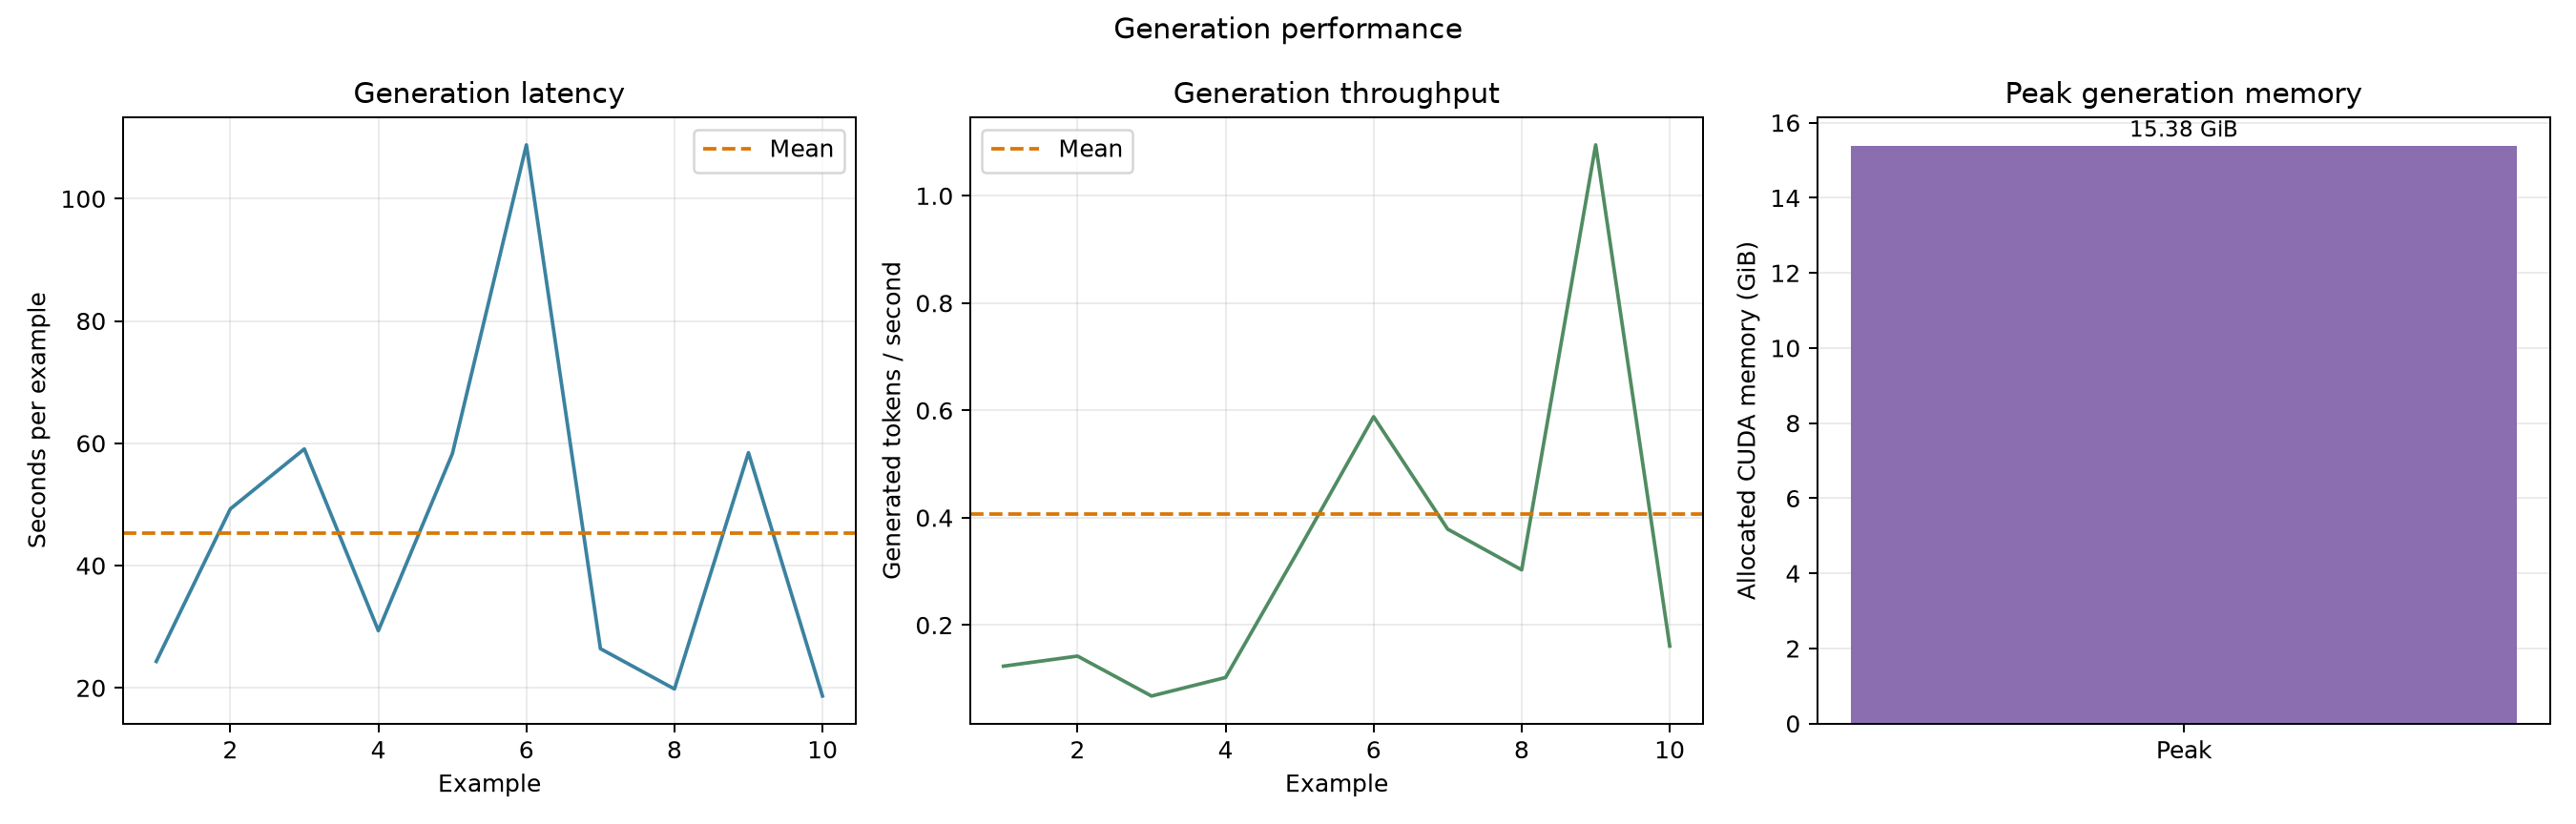 Generation performance
Generation latency
Seconds per example
100
80
60
40
20
2 4 6 8 10
Example
Mean
Generation throughput
Generated tokens / second
1.0
0.8
0.6
0.4
0.2
2 4 6 8 10
Example
Mean
Peak generation memory
Allocated CUDA memory (GiB)
16
14
12
10
8
6
4
2
0
15.38 GiB
Peak